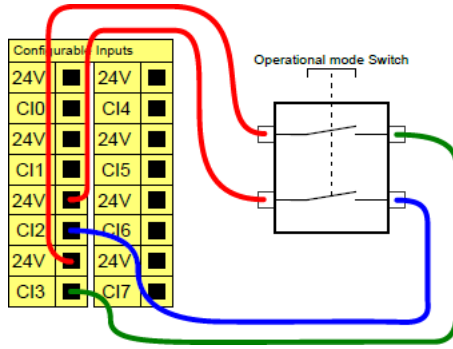 Configurable Inputs
Operational mode Switch
24V 24V
CI0 CI4
24V 24V
CI1 CI5
24V 24V
CI2 CI6
24V 24V
CI3 CI7